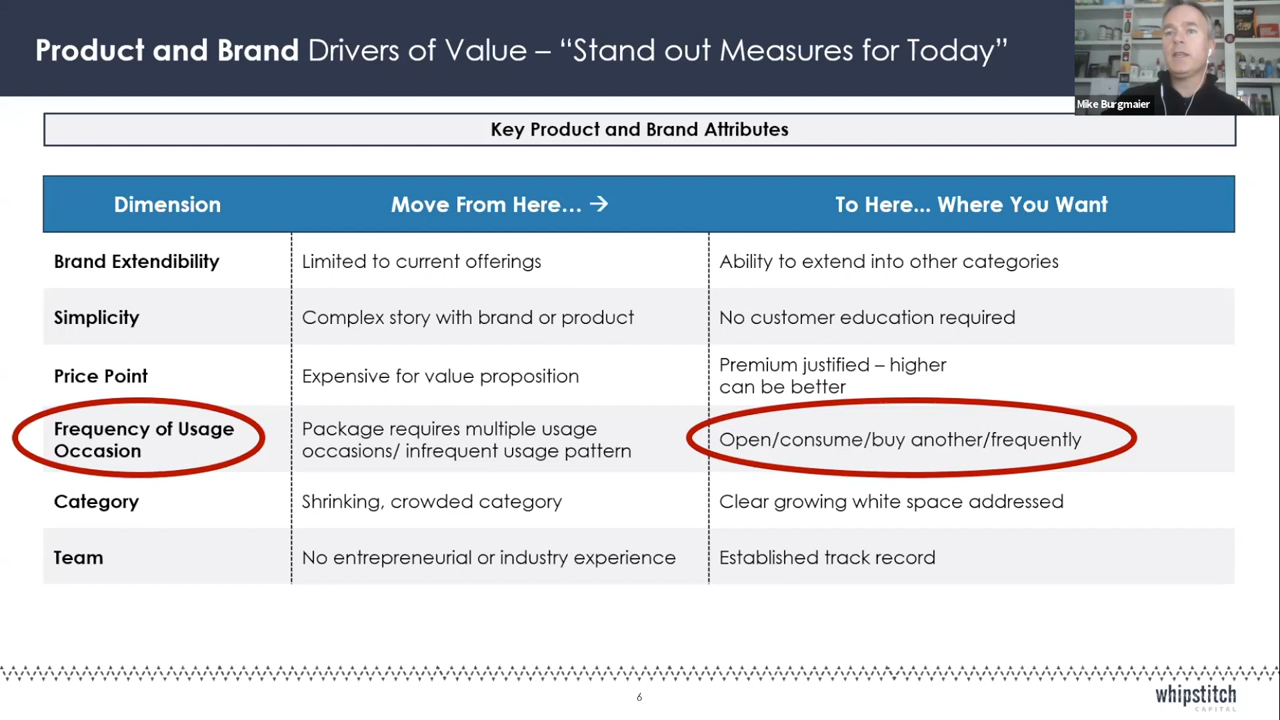 Product and Brand Drivers of Value – “Stand out Measures for Today”
Mike Burgmaier
Key Product and Brand Attributes
Dimension
Move From Here… →
To Here... Where You Want
Brand Extendibility
Limited to current offerings
Ability to extend into other categories
Simplicity
Complex story with brand or product
No customer education required
Price Point
Expensive for value proposition
Premium justified – higher
can be better
Frequency of Usage
Occasion
Package requires multiple usage
occasions/ infrequent usage pattern
Open/consume/buy another/frequently
Category
Shrinking, crowded category
Clear growing white space addressed
Team
No entrepreneurial or industry experience
Established track record
6
whipstitch
CAPITAL